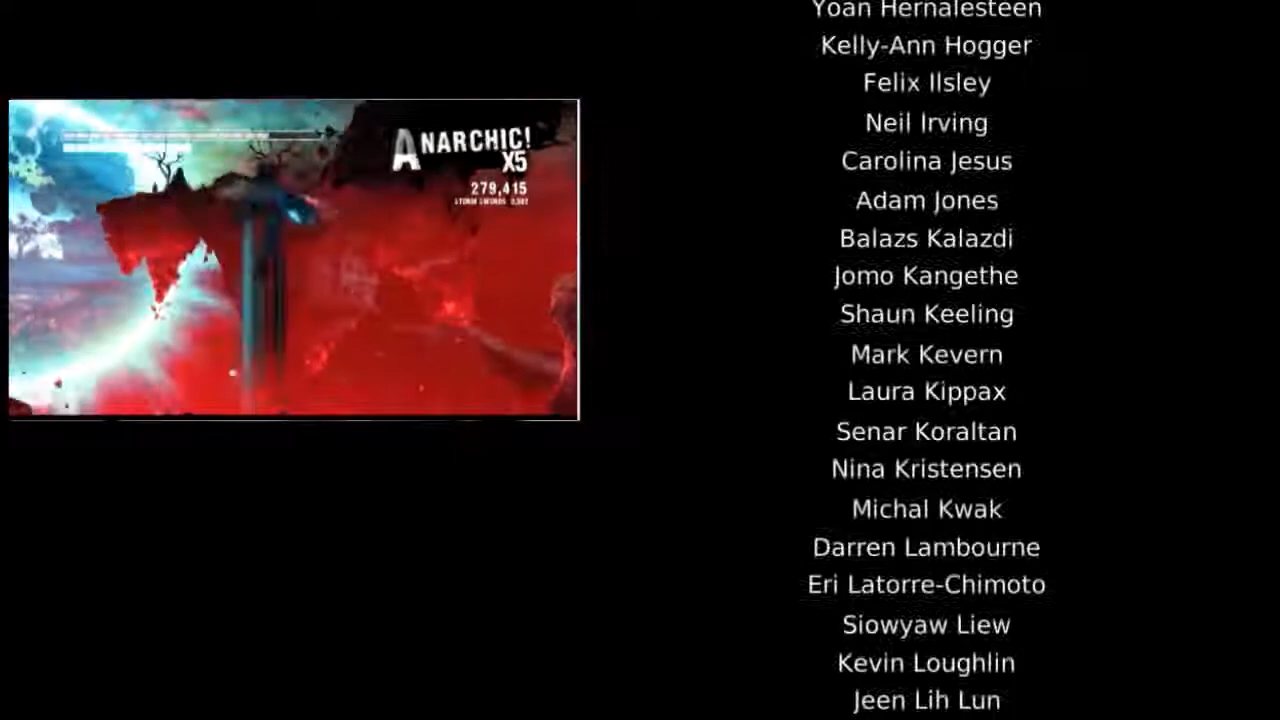 ANARCHIC!
X5
279,415
Yoan Hernalesteen
Kelly-Ann Hogger
Felix Ilsley
Neil Irving
Carolina Jesus
Adam Jones
Balazs Kalazdi
Jomo Kangethe
Shaun Keeling
Mark Kevern
Laura Kippax
Senar Koraltan
Nina Kristensen
Michal Kwak
Darren Lambourne
Eri Latorre-Chimoto
Siowyaw Liew
Kevin Loughlin
Jeen Lih Lun